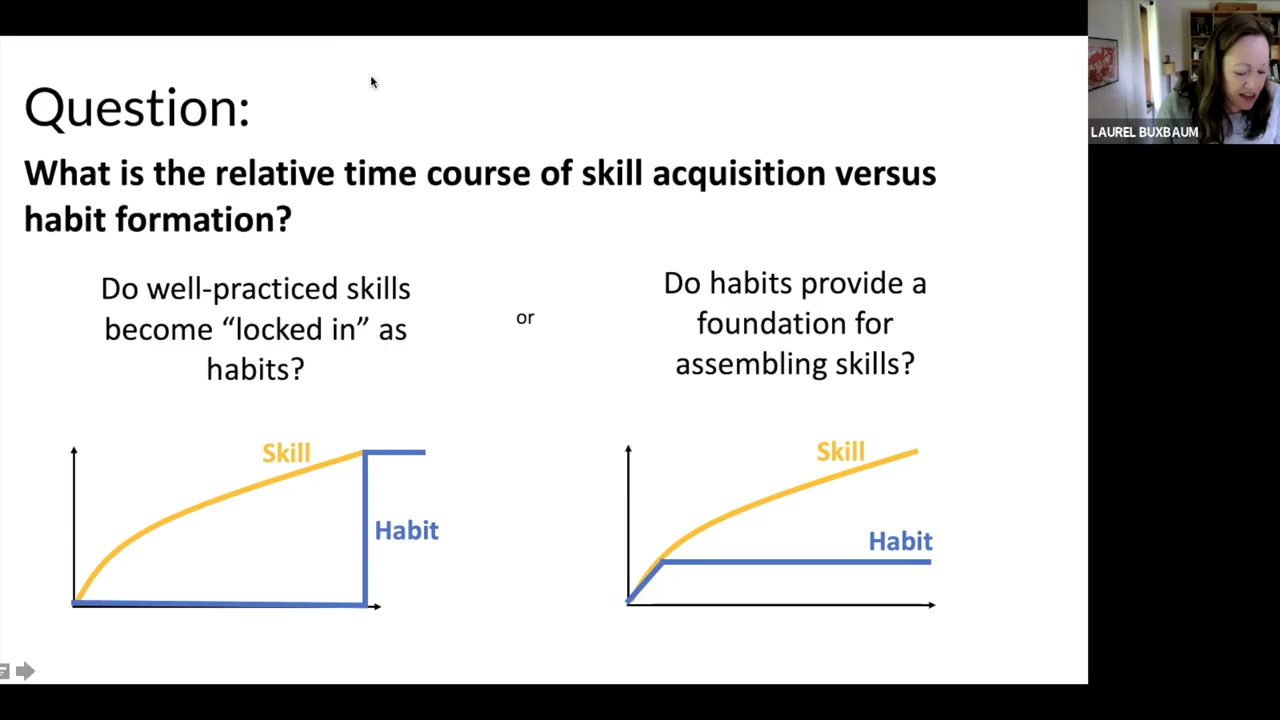 Question:
What is the relative time course of skill acquisition versus
habit formation?
Do well-practiced skills
become “locked in” as
habits?
or
Do habits provide a
foundation for
assembling skills?
Skill
Habit
Skill
Habit
LAUREL BUXBAUM